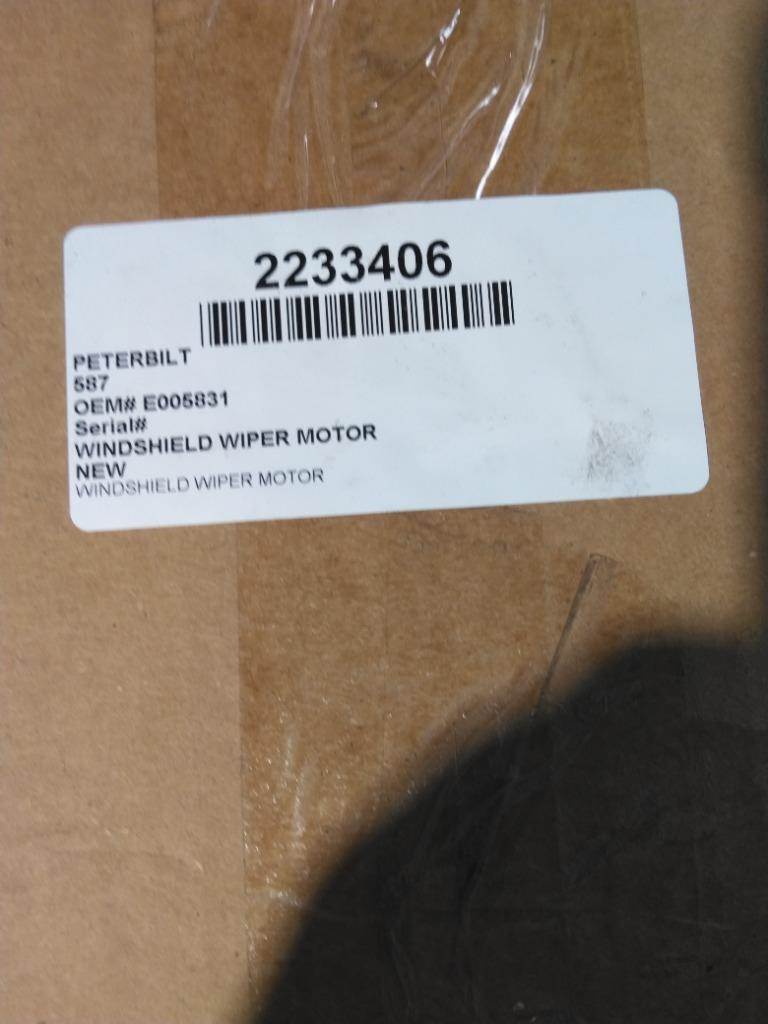 2233406
PETERBILT
587
OEM# E005831
Serial#
WINDSHIELD WIPER MOTOR
NEW
WINDSHIELD WIPER MOTOR